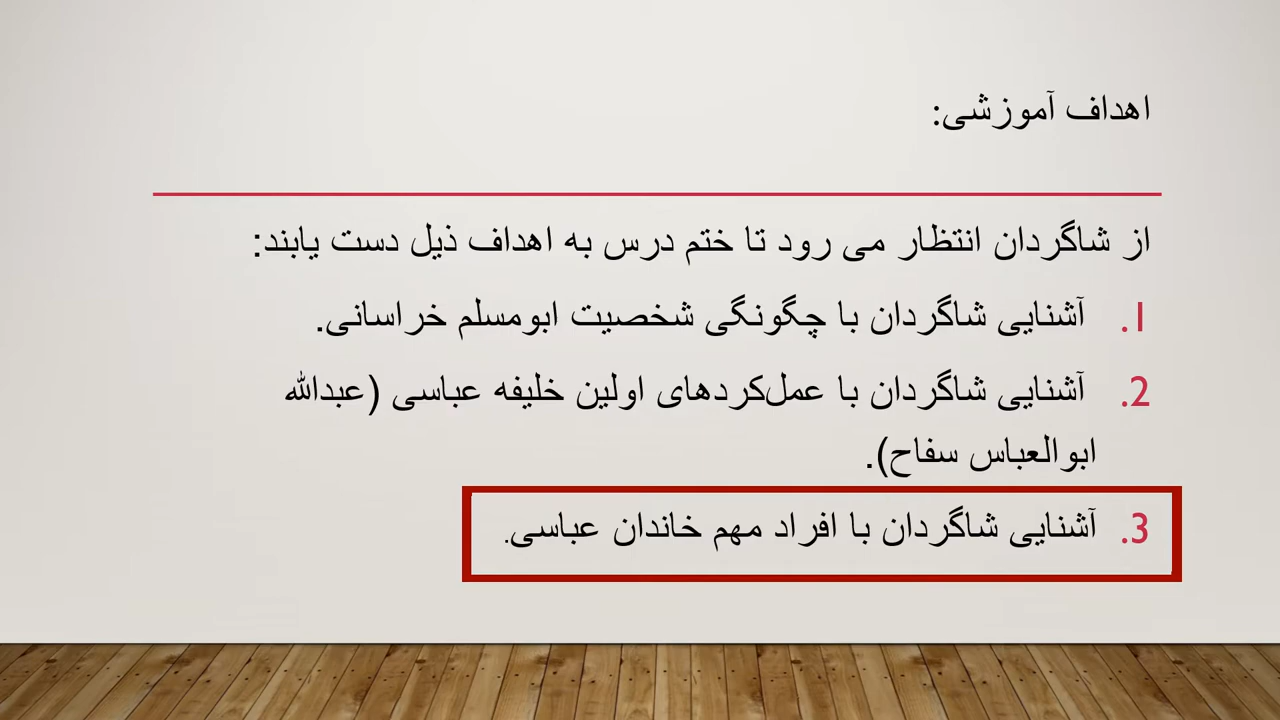 اهداف آموزشی:
از شاگردان انتظار می رود تا ختم درس به اهداف ذیل دست یابند:
1. آشنایی شاگردان با چگونگی شخصیت ابومسلم خراسانی.
2. آشنایی شاگردان با عمل‌کردهای اولین خلیفه عباسی (عبدالله
ابوالعباس سفاح).
3. آشنایی شاگردان با افراد مهم خاندان عباسی.